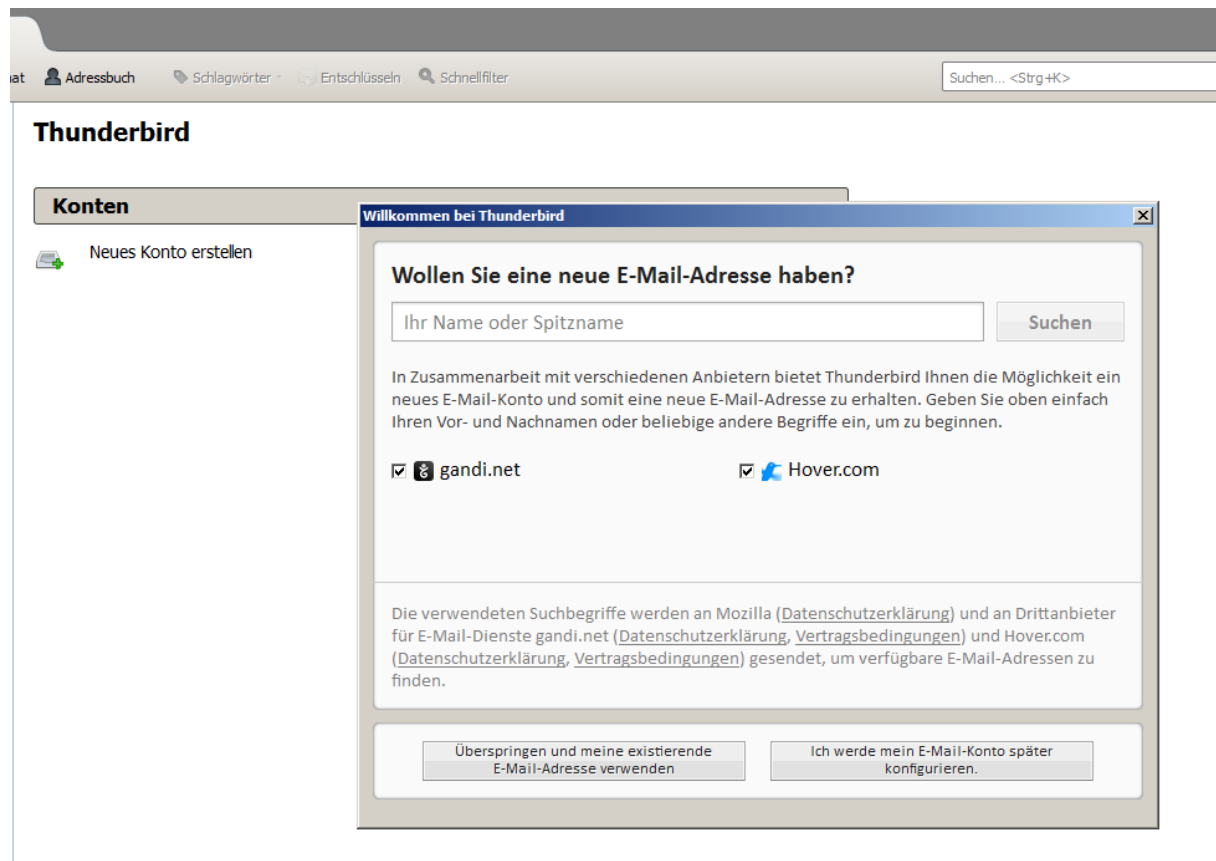 Adressbuch Schlagwörter Entschlüsseln Schnellfilter Suchen... <Strg+K>
Thunderbird
Konten
Neues Konto erstellen
Willkommen bei Thunderbird
Wollen Sie eine neue E-Mail-Adresse haben?
Ihr Name oder Spitzname Suchen
In Zusammenarbeit mit verschiedenen Anbietern bietet Thunderbird Ihnen die Möglichkeit ein
neues E-Mail-Konto und somit eine neue E-Mail-Adresse zu erhalten. Geben Sie oben einfach
Ihren Vor- und Nachnamen oder beliebige andere Begriffe ein, um zu beginnen.
gandi.net Hover.com
Die verwendeten Suchbegriffe werden an Mozilla (Datenschutzerklärung) und an Drittanbieter
für E-Mail-Dienste gandi.net (Datenschutzerklärung, Vertragsbedingungen) und Hover.com
(Datenschutzerklärung, Vertragsbedingungen) gesendet, um verfügbare E-Mail-Adressen zu
finden.
Überspringen und meine existierende
E-Mail-Adresse verwenden
Ich werde mein E-Mail-Konto später
konfigurieren.